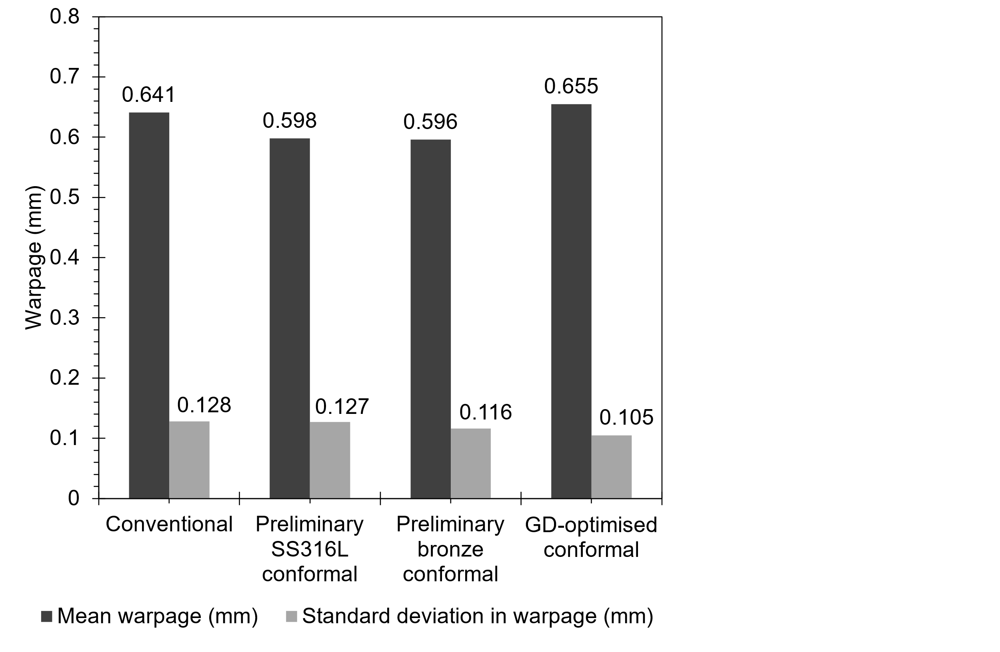 0.8
0.7
0.6
0.5
0.4
0.3
0.2
0.1
0
Warpage (mm)
0.641
0.598
0.596
0.655
0.128
0.127
0.116
0.105
Conventional
Preliminary
SS316L
conformal
Preliminary
bronze
conformal
GD-optimised
conformal
Mean warpage (mm)
Standard deviation in warpage (mm)